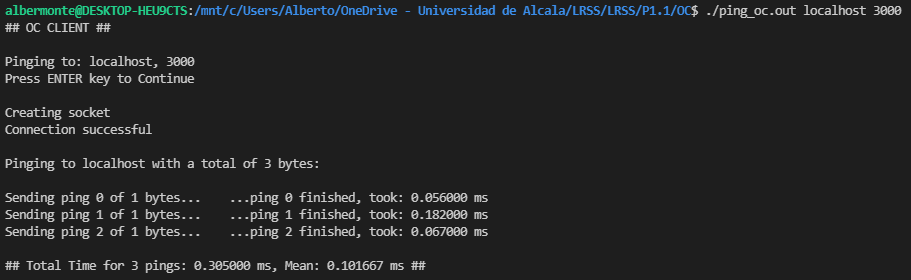 albermonte@DESKTOP-HEU9CTS:/mnt/c/Users/Alberto/OneDrive - Universidad de Alcala/LRSS/LRSS/P1.1/OC$ ./ping_oc.out localhost 3000
## OC CLIENT ##
Pinging to: localhost, 3000
Press ENTER key to Continue
Creating socket
Connection successful
Pinging to localhost with a total of 3 bytes:
Sending ping 0 of 1 bytes...    ...ping 0 finished, took: 0.056000 ms
Sending ping 1 of 1 bytes...    ...ping 1 finished, took: 0.182000 ms
Sending ping 2 of 1 bytes...    ...ping 2 finished, took: 0.067000 ms
## Total Time for 3 pings: 0.305000 ms, Mean: 0.101667 ms ##